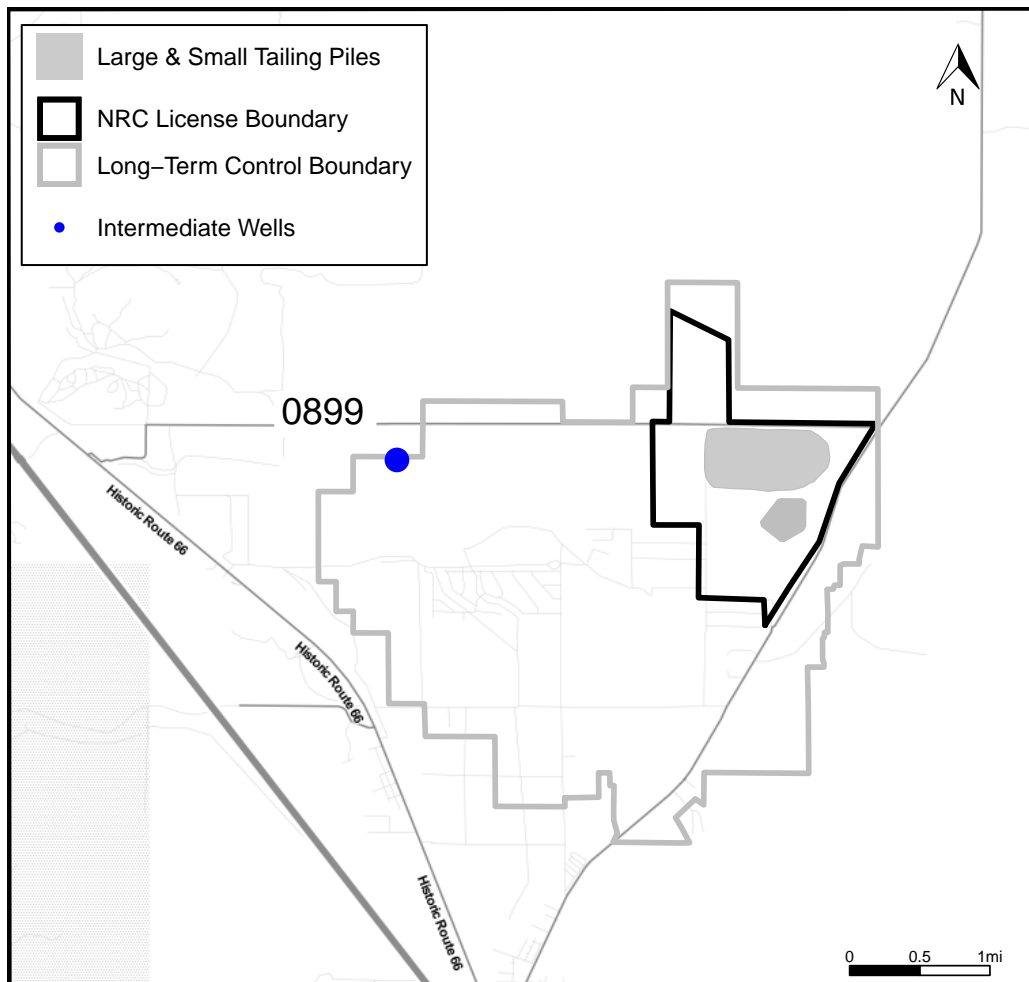 Large & Small Tailing Piles
NRC License Boundary
Long−Term Control Boundary
Intermediate Wells
N
0899
Historic Route 66
Historic Route 66
Historic Route 66
0 0.5 1mi